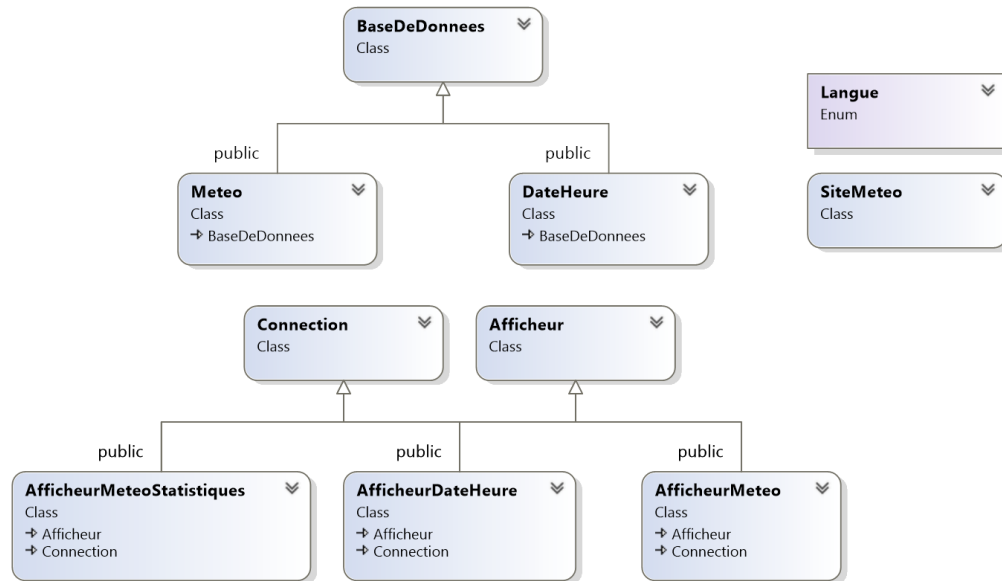 BaseDeDonnees
Class
Langue
Enum
public
public
Meteo
Class
BaseDeDonnees
DateHeure
Class
BaseDeDonnees
SiteMeteo
Class
Connection
Class
Afficheur
Class
public
public
public
AfficheurMeteoStatistiques
Class
Afficheur
Connection
AfficheurDateHeure
Class
Afficheur
Connection
AfficheurMeteo
Class
Afficheur
Connection